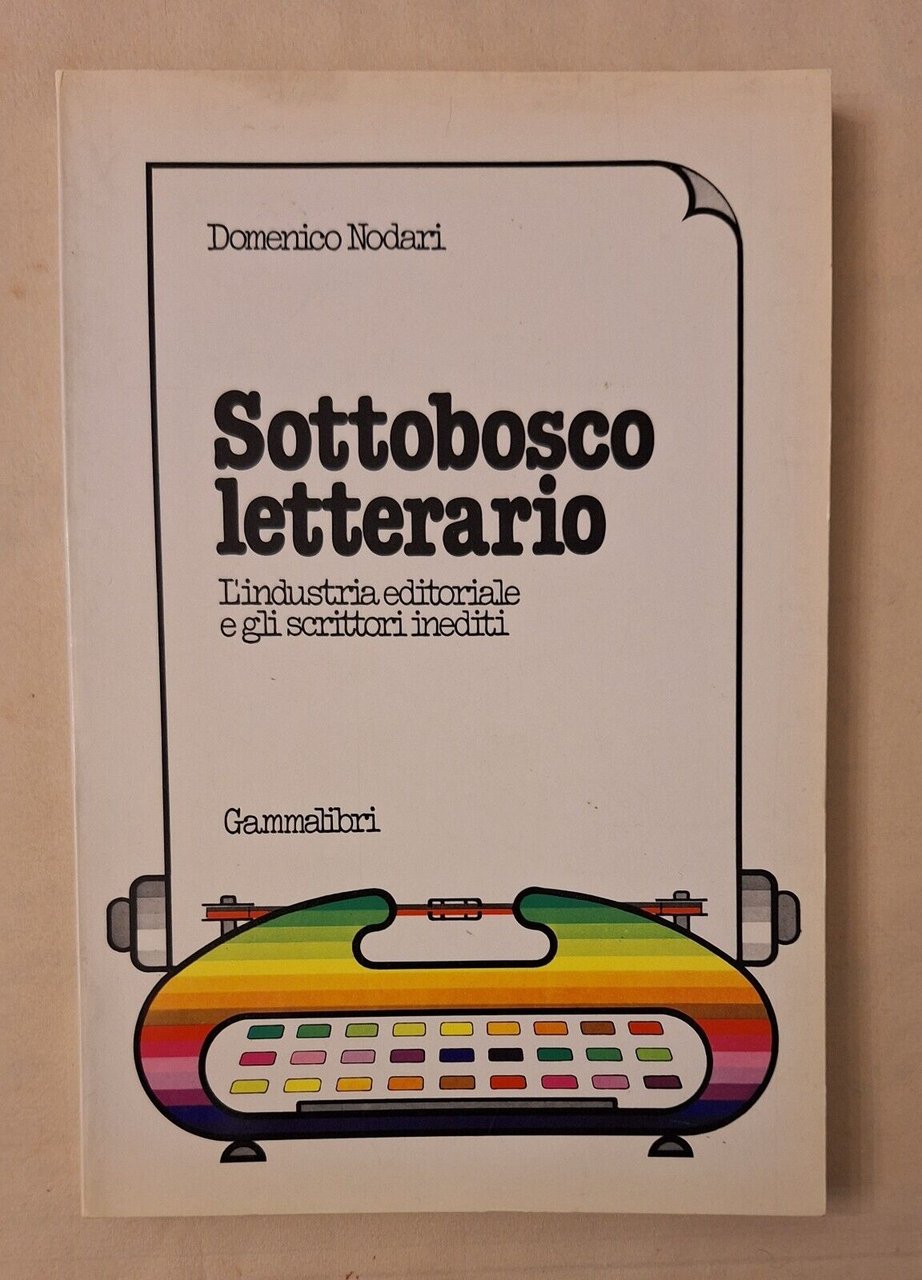 Domenico Nodari
Sottobosco
letterario
L'industria editoriale
e gli scrittori inediti
Gammalibri